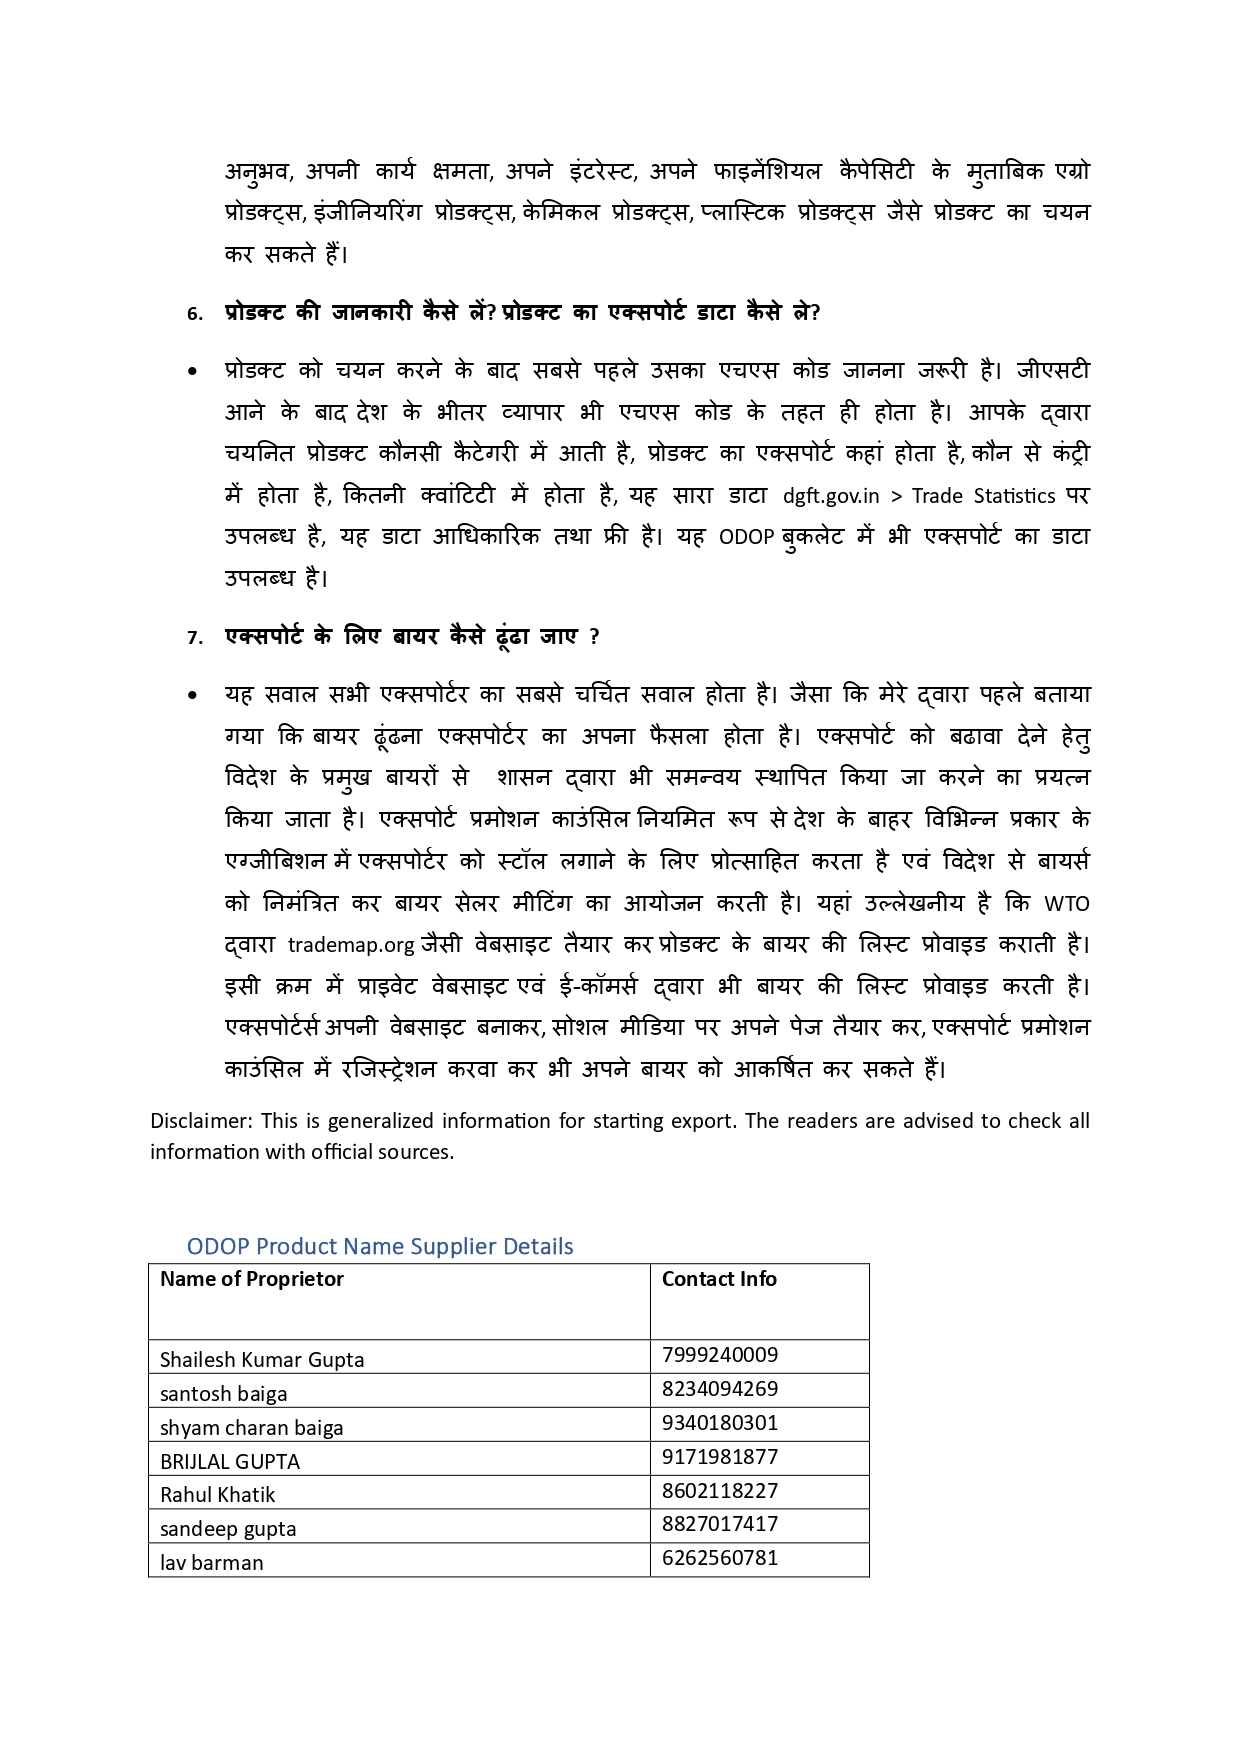 अनुभव, अपनी कार्य क्षमता, अपने इंटरेस्ट, अपने फाइनेंशियल कैपेसिटी के मुताबिक एग्रो
प्रोडक्ट्स, इंजीनियरिंग प्रोडक्ट्स, केमिकल प्रोडक्ट्स, प्लास्टिक प्रोडक्ट्स जैसे प्रोडक्ट का चयन
कर सकते हैं।
6. प्रोडक्ट की जानकारी कैसे लें? प्रोडक्ट का एक्सपोर्ट डाटा कैसे ले?
• प्रोडक्ट को चयन करने के बाद सबसे पहले उसका एचएस कोड जानना जरूरी है। जीएसटी
आने के बाद देश के भीतर व्यापार भी एचएस कोड के तहत ही होता है। आपके द्वारा
चयनित प्रोडक्ट कौनसी कैटेगरी में आती है, प्रोडक्ट का एक्सपोर्ट कहां होता है, कौन से कंट्री
में होता है, कितनी क्वांटिटी में होता है, यह सारा डाटा dgft.gov.in > Trade Statistics पर
उपलब्ध है, यह डाटा आधिकारिक तथा फ्री है। यह ODOP बुकलेट में भी एक्सपोर्ट का डाटा
उपलब्ध है।
7. एक्सपोर्ट के लिए बायर कैसे ढूंढा जाए ?
• यह सवाल सभी एक्सपोर्टर का सबसे चर्चित सवाल होता है। जैसा कि मेरे द्वारा पहले बताया
गया कि बायर ढूंढना एक्सपोर्टर का अपना फैसला होता है। एक्सपोर्ट को बढावा देने हेतु
विदेश के प्रमुख बायरों से शासन द्वारा भी समन्वय स्थापित किया जा करने का प्रयत्न
किया जाता है। एक्सपोर्ट प्रमोशन काउंसिल नियमित रूप से देश के बाहर विभिन्न प्रकार के
एग्जीबिशन में एक्सपोर्टर को स्टॉल लगाने के लिए प्रोत्साहित करता है एवं विदेश से बायर्स
को निमंत्रित कर बायर सेलर मीटिंग का आयोजन करती है। यहां उल्लेखनीय है कि WTO
द्वारा trademap.org जैसी वेबसाइट तैयार कर प्रोडक्ट के बायर की लिस्ट प्रोवाइड कराती है।
इसी क्रम में प्राइवेट वेबसाइट एवं ई-कॉमर्स द्वारा भी बायर की लिस्ट प्रोवाइड करती है।
एक्सपोर्टर्स अपनी वेबसाइट बनाकर, सोशल मीडिया पर अपने पेज तैयार कर, एक्सपोर्ट प्रमोशन
काउंसिल में रजिस्ट्रेशन करवा कर भी अपने बायर को आकर्षित कर सकते हैं।
Disclaimer: This is generalized information for starting export. The readers are advised to check all
information with official sources.
ODOP Product Name Supplier Details
Name of Proprietor Contact Info
Shailesh Kumar Gupta 7999240009
santosh baiga 8234094269
shyam charan baiga 9340180301
BRIJLAL GUPTA 9171981877
Rahul Khatik 8602118227
sandeep gupta 8827017417
lav barman 6262560781